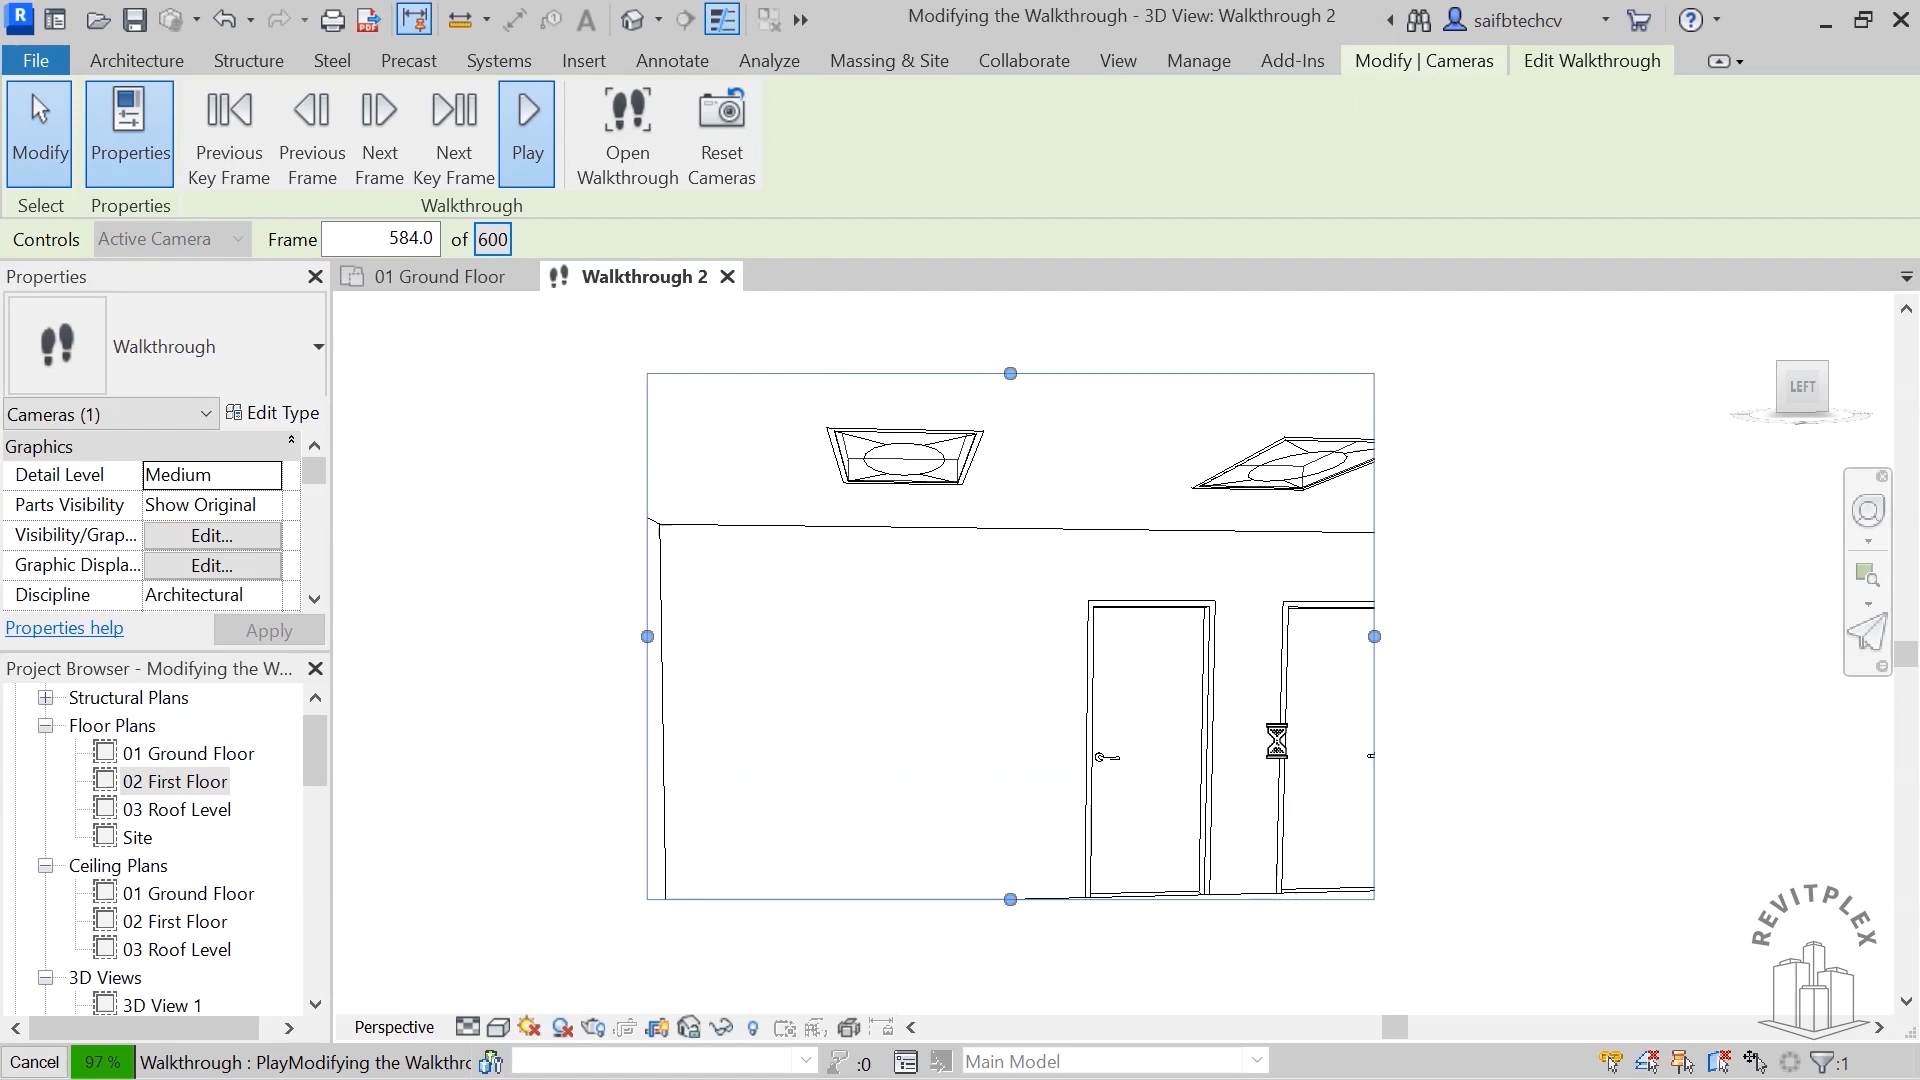 Modifying the Walkthrough - 3D View: Walkthrough 2
saifbtechcv
File Architecture Structure Steel Precast Systems Insert Annotate Analyze Massing & Site Collaborate View Manage Add-Ins Modify | Cameras Edit Walkthrough
Modify
Properties
Previous
Key Frame
Previous
Frame
Next
Frame
Next
Key Frame
Play
Open
Walkthrough
Reset
Cameras
Select Properties Walkthrough
Controls Active Camera Frame 584.0 of 600
Properties
01 Ground Floor Walkthrough 2
Walkthrough
Cameras (1) Edit Type
Graphics
Detail Level Medium
Parts Visibility Show Original
Visibility/Grap... Edit...
Graphic Displa... Edit...
Discipline Architectural
Properties help Apply
Project Browser - Modifying the W...
Structural Plans
Floor Plans
01 Ground Floor
02 First Floor
03 Roof Level
Site
Ceiling Plans
01 Ground Floor
02 First Floor
03 Roof Level
3D Views
3D View 1
LEFT
REVITPLEX
Perspective
Cancel 97 % Walkthrough : PlayModifying the Walkthrc :0 Main Model :1